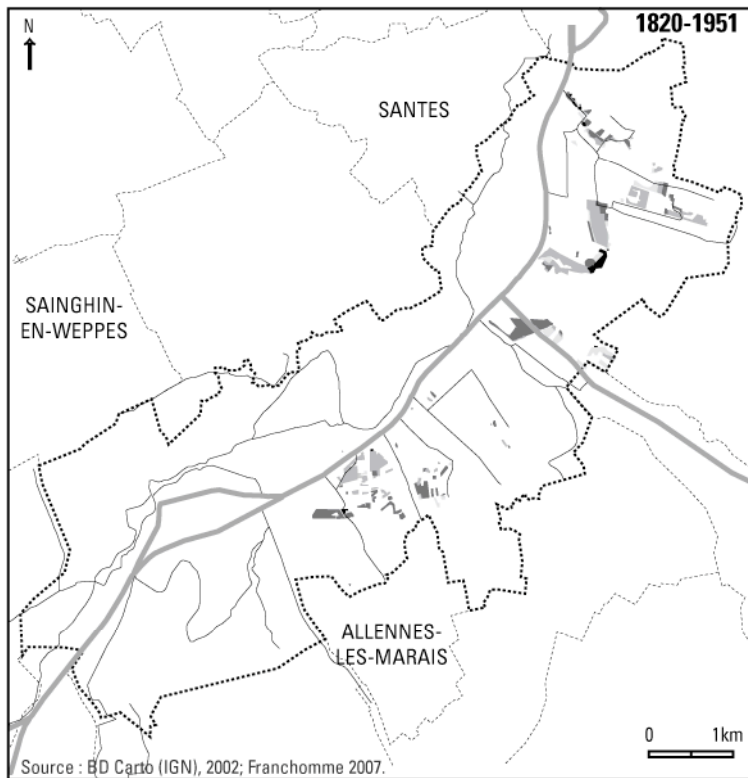 1820-1951
N
SANTES
SAINGHIN-
EN-WEPPES
ALLENNES-
LES-MARAIS
0 1km
Source : BD Carto (IGN), 2002; Franchomme 2007.